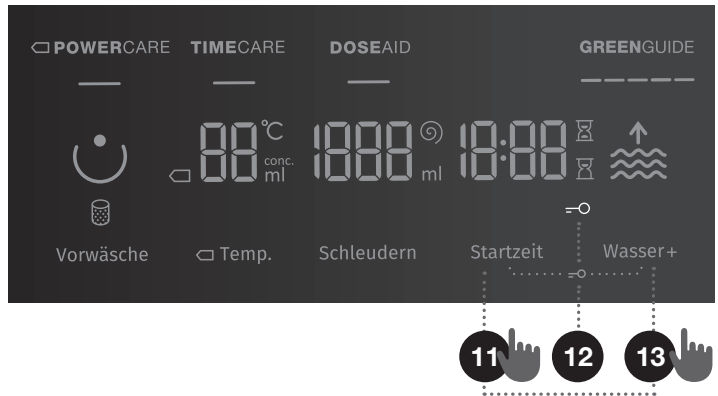 POWERCARE TIMECARE DOSEAID GREENGUIDE
88 °C conc. ml 1888 ml 18:88
Vorwäsche Temp. Schleudern Startzeit Wasser+
11 12 13